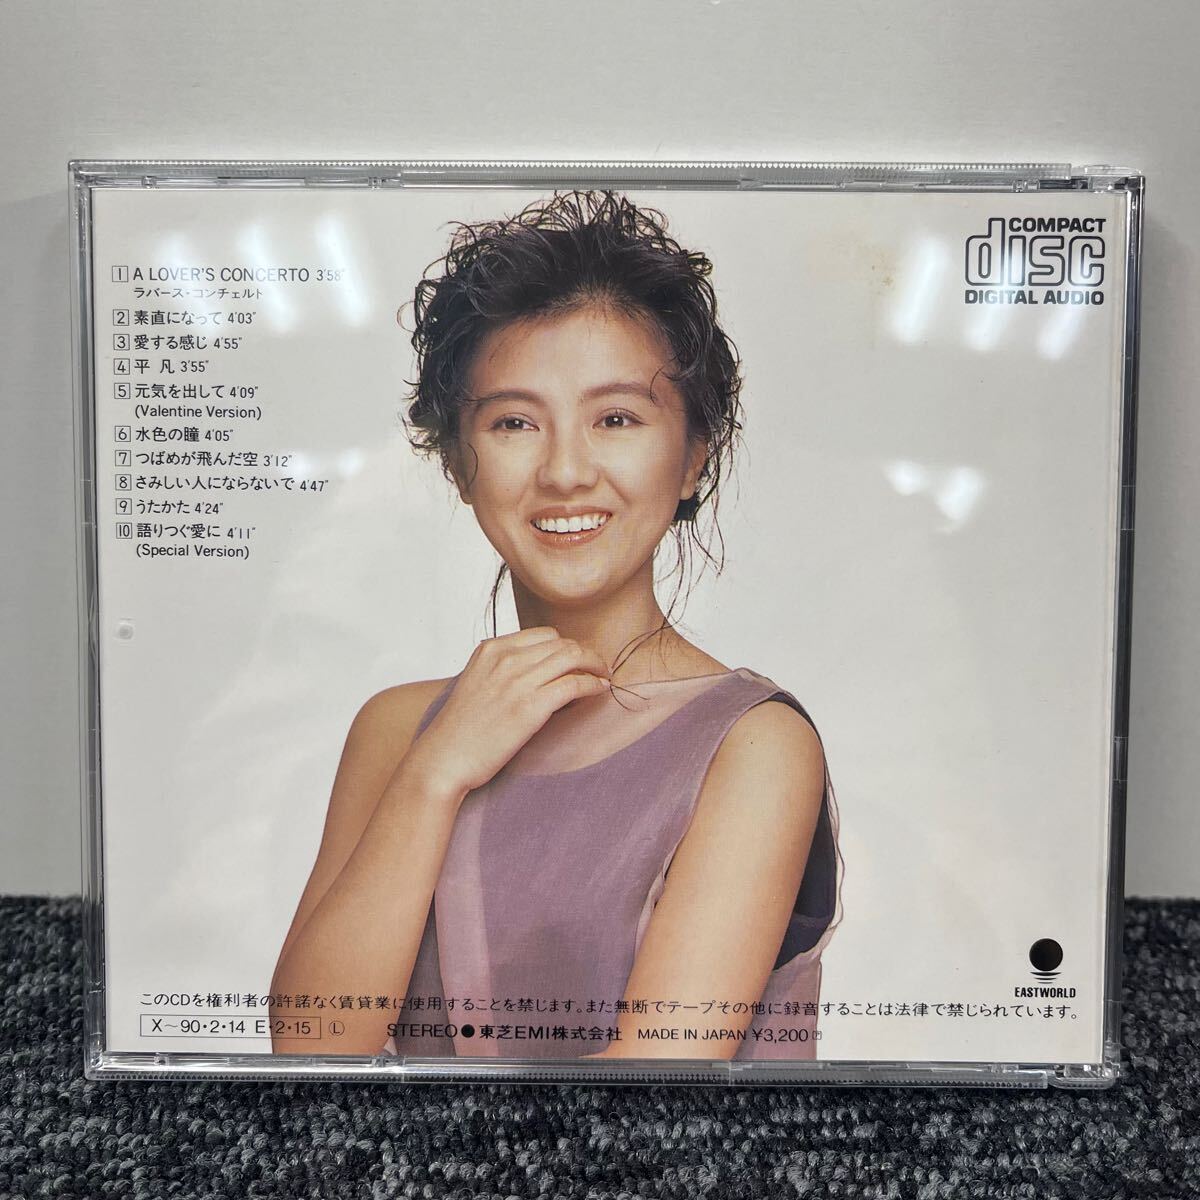 1 A LOVER'S CONCERTO 3'58"
ラバース・コンチェルト
2 素直になって 4'03"
3 愛する感じ 4'55"
4 平 凡 3'55"
5 元気を出して 4'09"
(Valentine Version)
6 水色の瞳 4'05"
7 つばめが飛んだ空 3'12"
8 さみしい人にならないで 4'47"
9 うたかた 4'24"
10 語りつぐ愛に 4'11"
(Special Version)
COMPACT
disc
DIGITAL AUDIO
EASTWORLD
このCDを権利者の許諾なく賃貸業に使用することを禁じます。また無断でテープその他に録音することは法律で禁じられています。
X〜90・2・14 E・2・15 Ⓛ STEREO ● 東芝EMI株式会社 MADE IN JAPAN ¥3,200